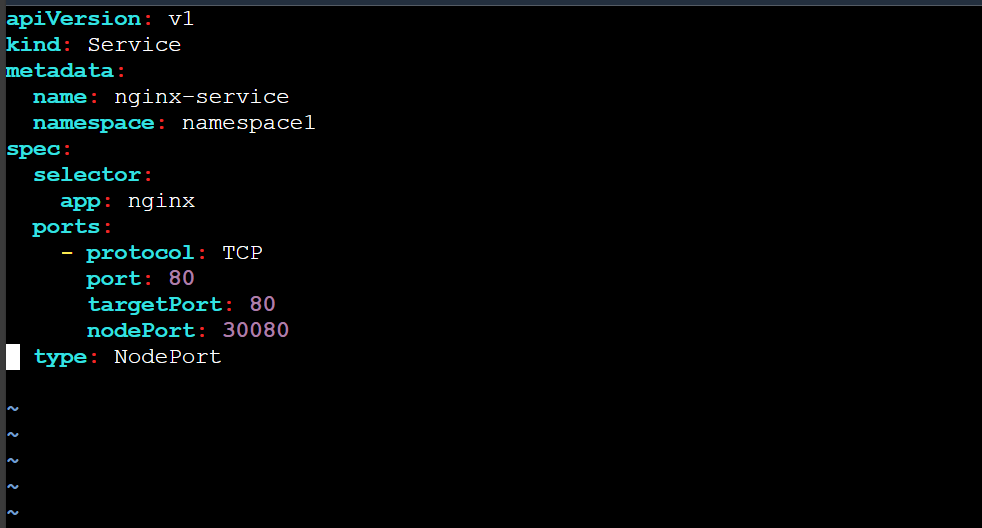 apiVersion: v1
kind: Service
metadata:
  name: nginx-service
  namespace: namespace1
spec:
  selector:
    app: nginx
  ports:
    - protocol: TCP
      port: 80
      targetPort: 80
      nodePort: 30080
  type: NodePort
~
~
~
~
~